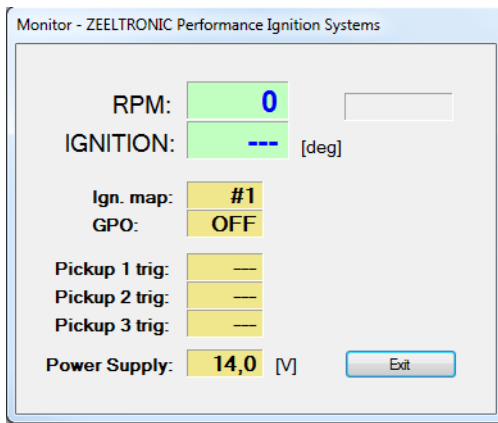 Monitor - ZEELTRONIC Performance Ignition Systems
RPM: 0
IGNITION: --- [deg]
Ign. map: #1
GPO: OFF
Pickup 1 trig: ---
Pickup 2 trig: ---
Pickup 3 trig: ---
Power Supply: 14,0 [V] Exit